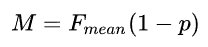 M = F_{mean}(1 − p)